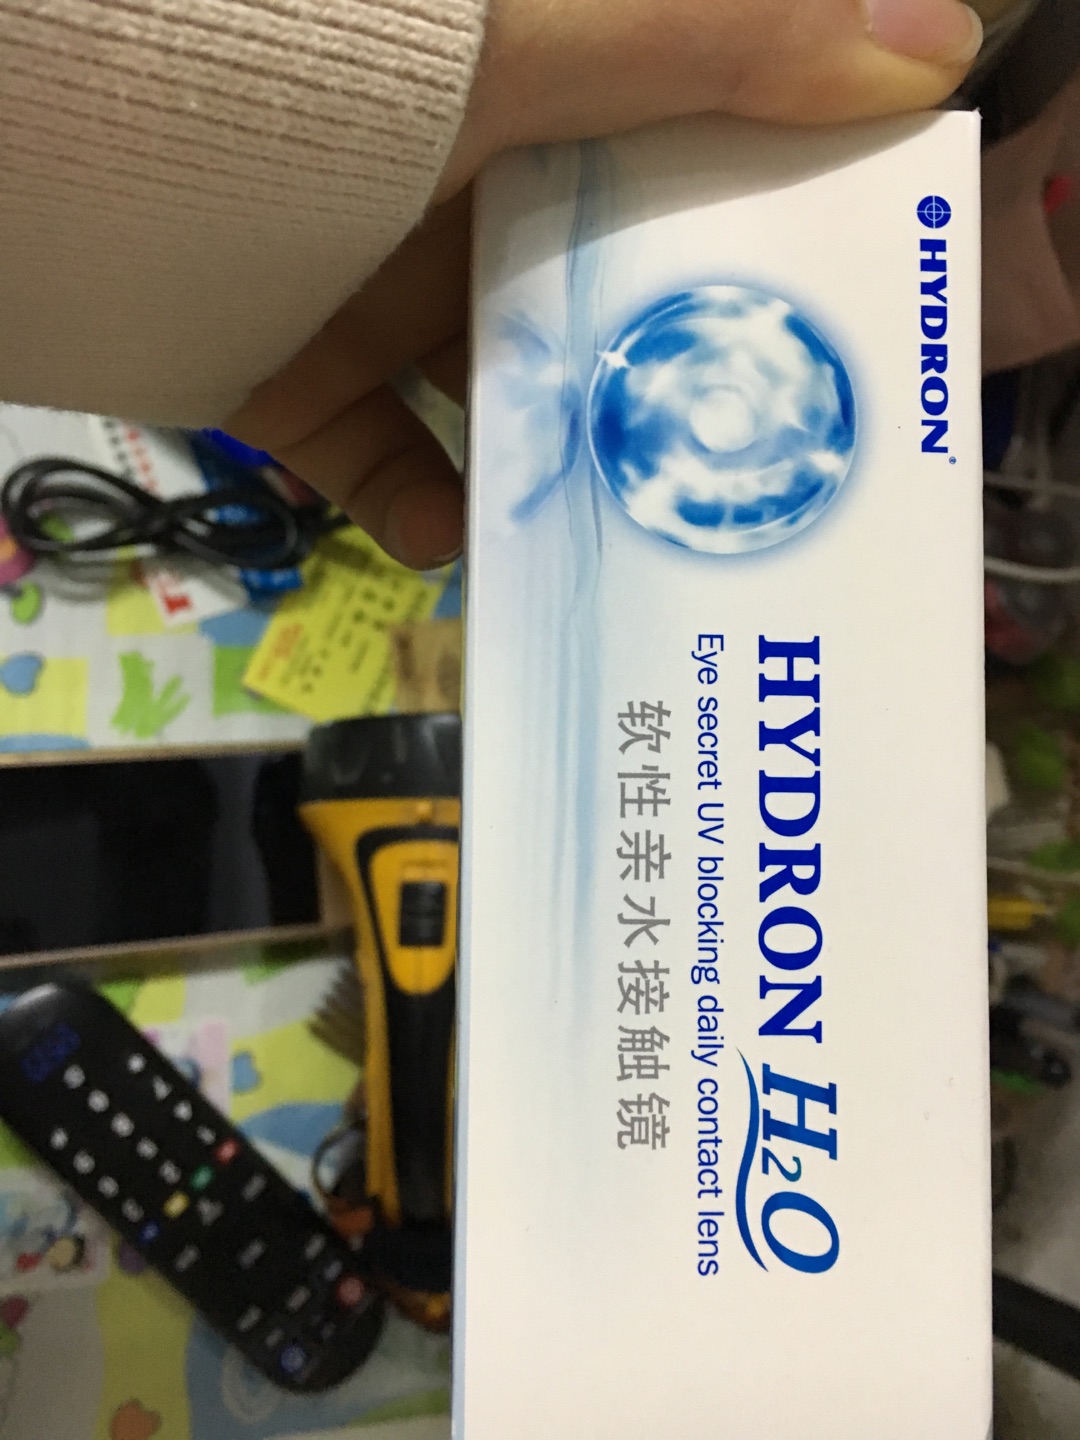 HYDRON®
HYDRON H₂O
Eye secret UV blocking daily contact lens
软性亲水接触镜